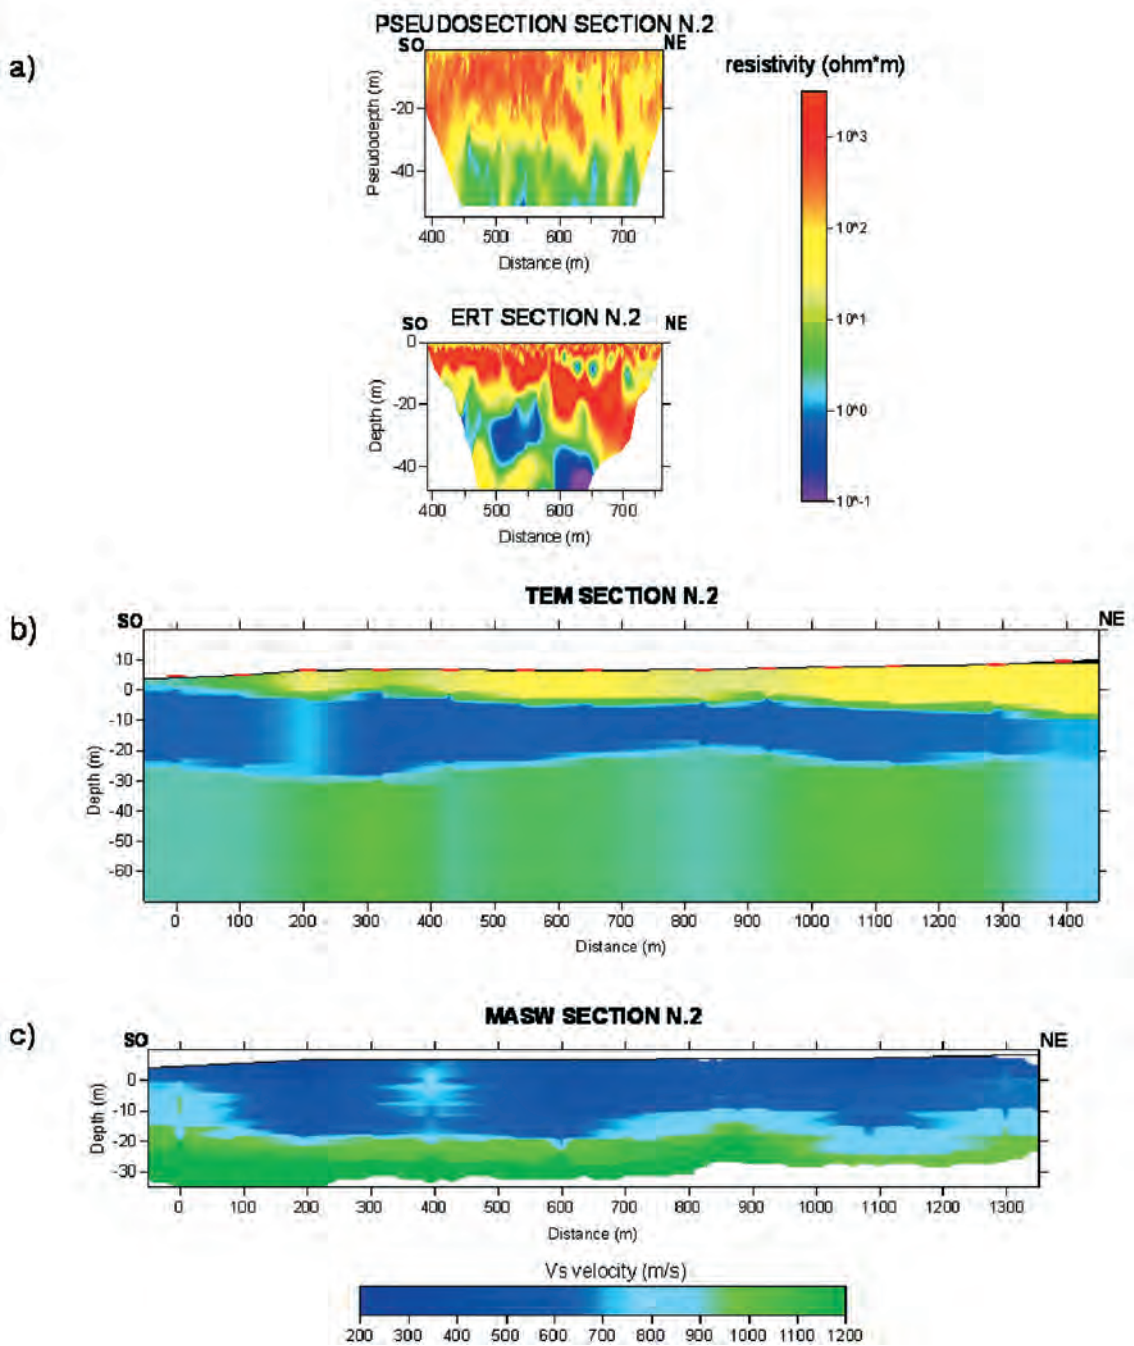 a)
PSEUDOSECTION SECTION N.2
SO NE
resistivity (ohm*m)
Pseudodepth (m)
-20
-40
400 500 600 700
Distance (m)
10^3
10^2
10^1
10^0
10^-1
ERT SECTION N.2
SO NE
Depth (m)
0
-20
-40
400 500 600 700
Distance (m)
b)
TEM SECTION N.2
SO NE
Depth (m)
10
0
-10
-20
-30
-40
-50
-60
0 100 200 300 400 500 600 700 800 900 1000 1100 1200 1300 1400
Distance (m)
c)
MASW SECTION N.2
SO NE
Depth (m)
0
-10
-20
-30
0 100 200 300 400 500 600 700 800 900 1000 1100 1200 1300
Distance (m)
Vs velocity (m/s)
200 300 400 500 600 700 800 900 1000 1100 1200